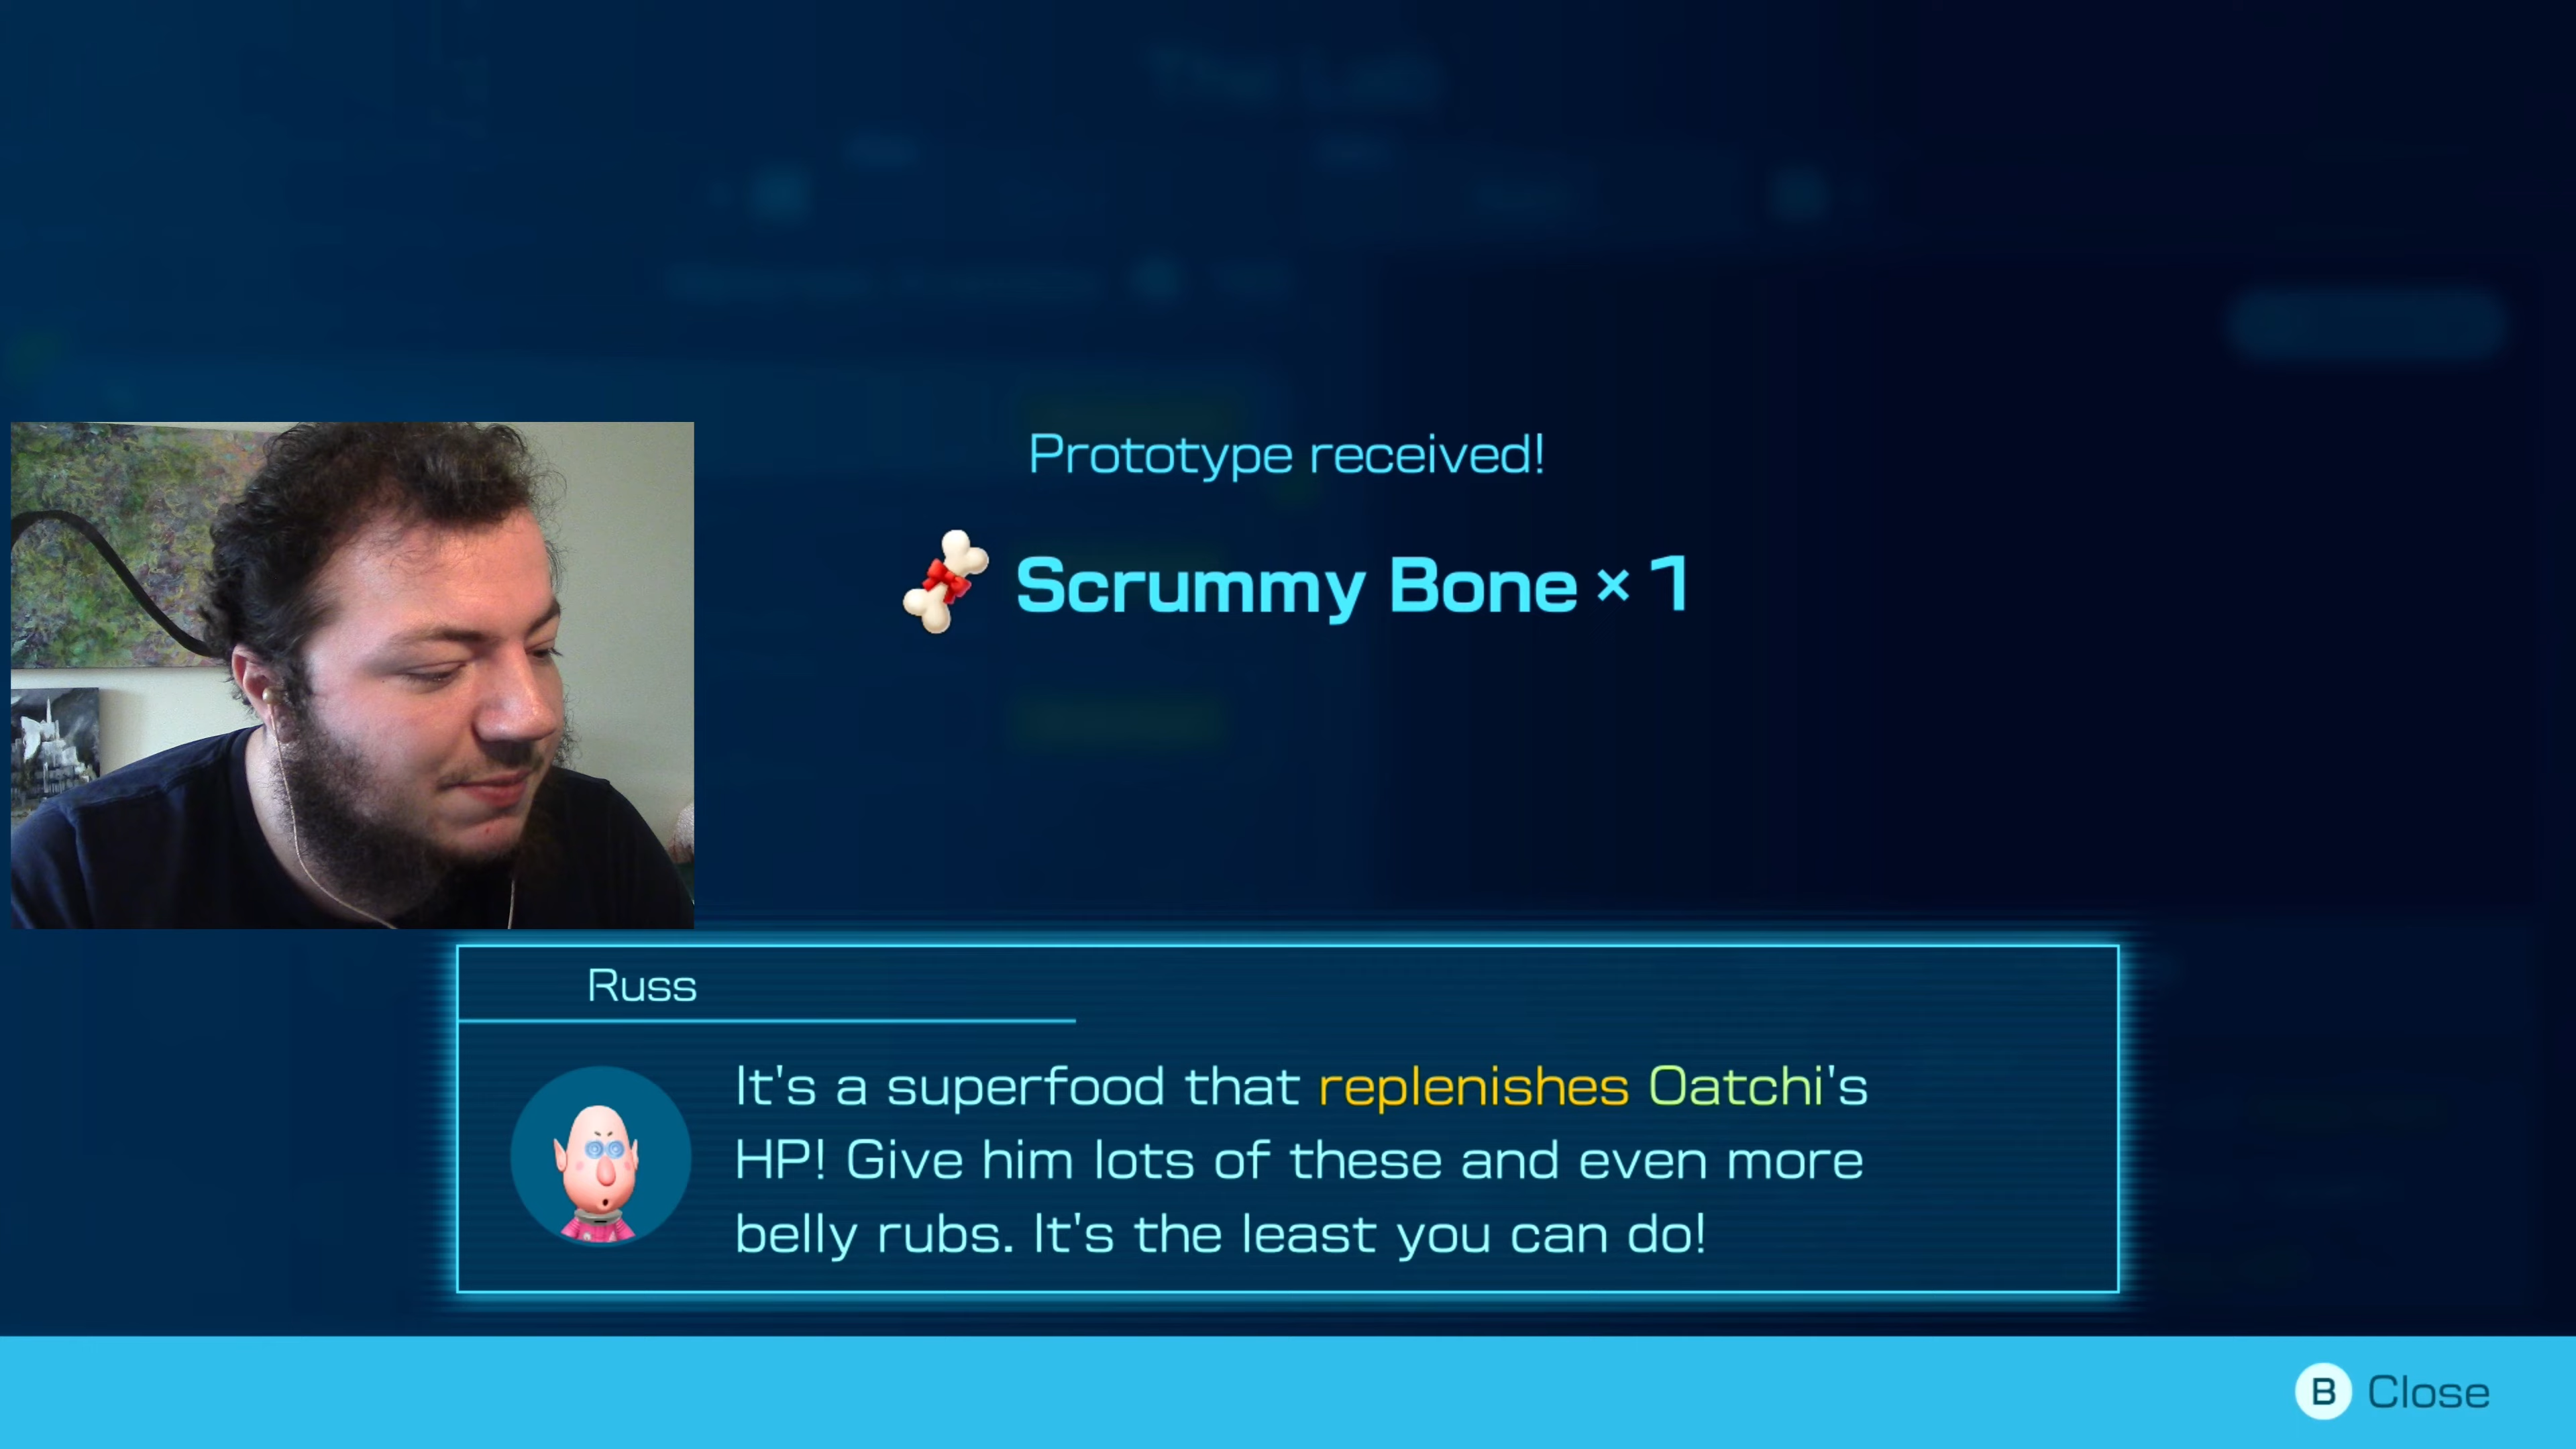 Prototype received!
Scrummy Bone × 1
Russ
It's a superfood that replenishes Oatchi's
HP! Give him lots of these and even more
belly rubs. It's the least you can do!
B Close